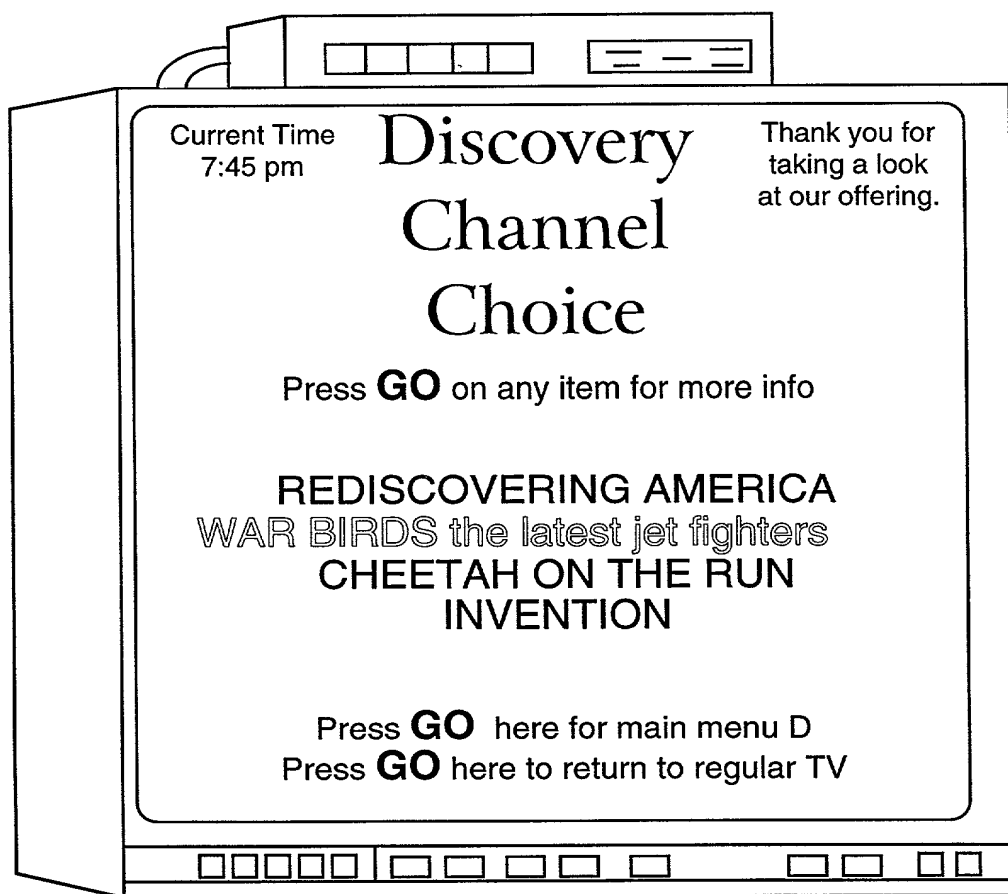 Current Time
7:45 pm
Discovery
Channel
Choice
Thank you for
taking a look
at our offering.
Press GO on any item for more info
REDISCOVERING AMERICA
WAR BIRDS the latest jet fighters
CHEETAH ON THE RUN
INVENTION
Press GO here for main menu D
Press GO here to return to regular TV